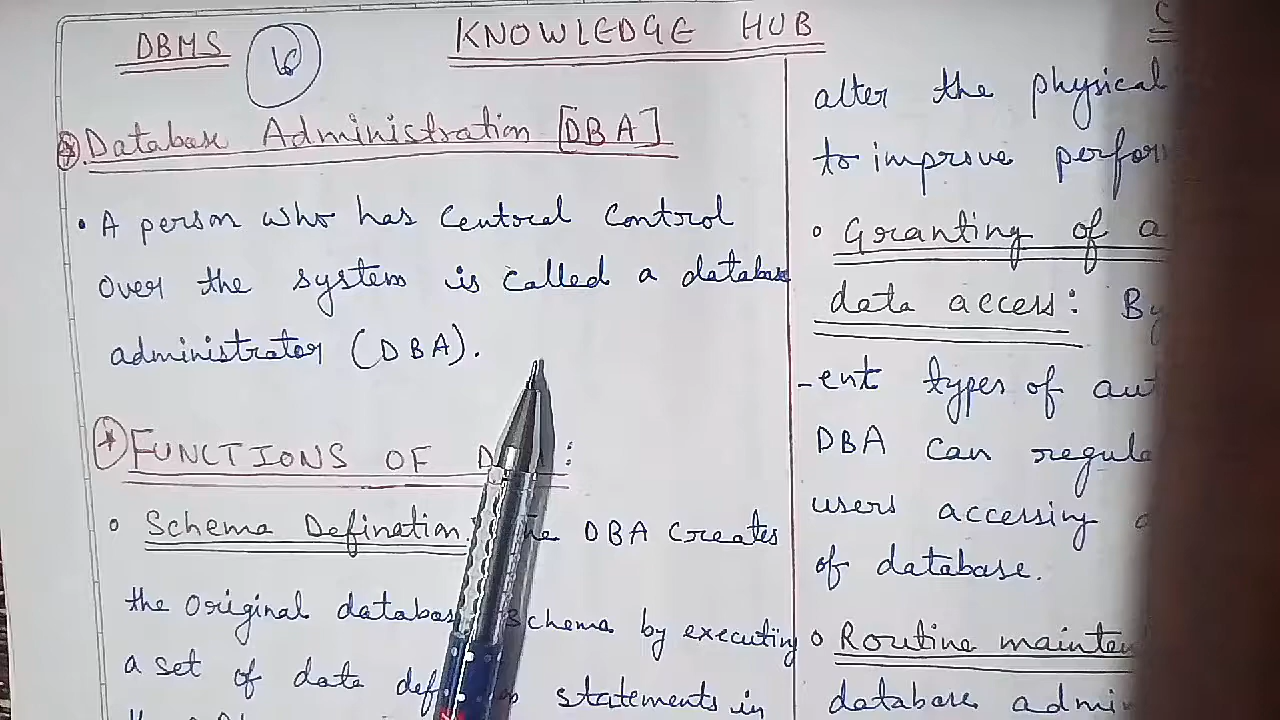 DBMS
16
KNOWLEDGE HUB
Database Administration [DBA]
• A person who has central control
over the system is called a database
administrator (DBA).
FUNCTIONS OF D :
Schema Defination: The DBA creates
the original database schema by executing
a set of data statements in
alter the physical
to improve
Granting of a
data access: By
-ent types of
DBA can
users accessing
of database.
Routine
database